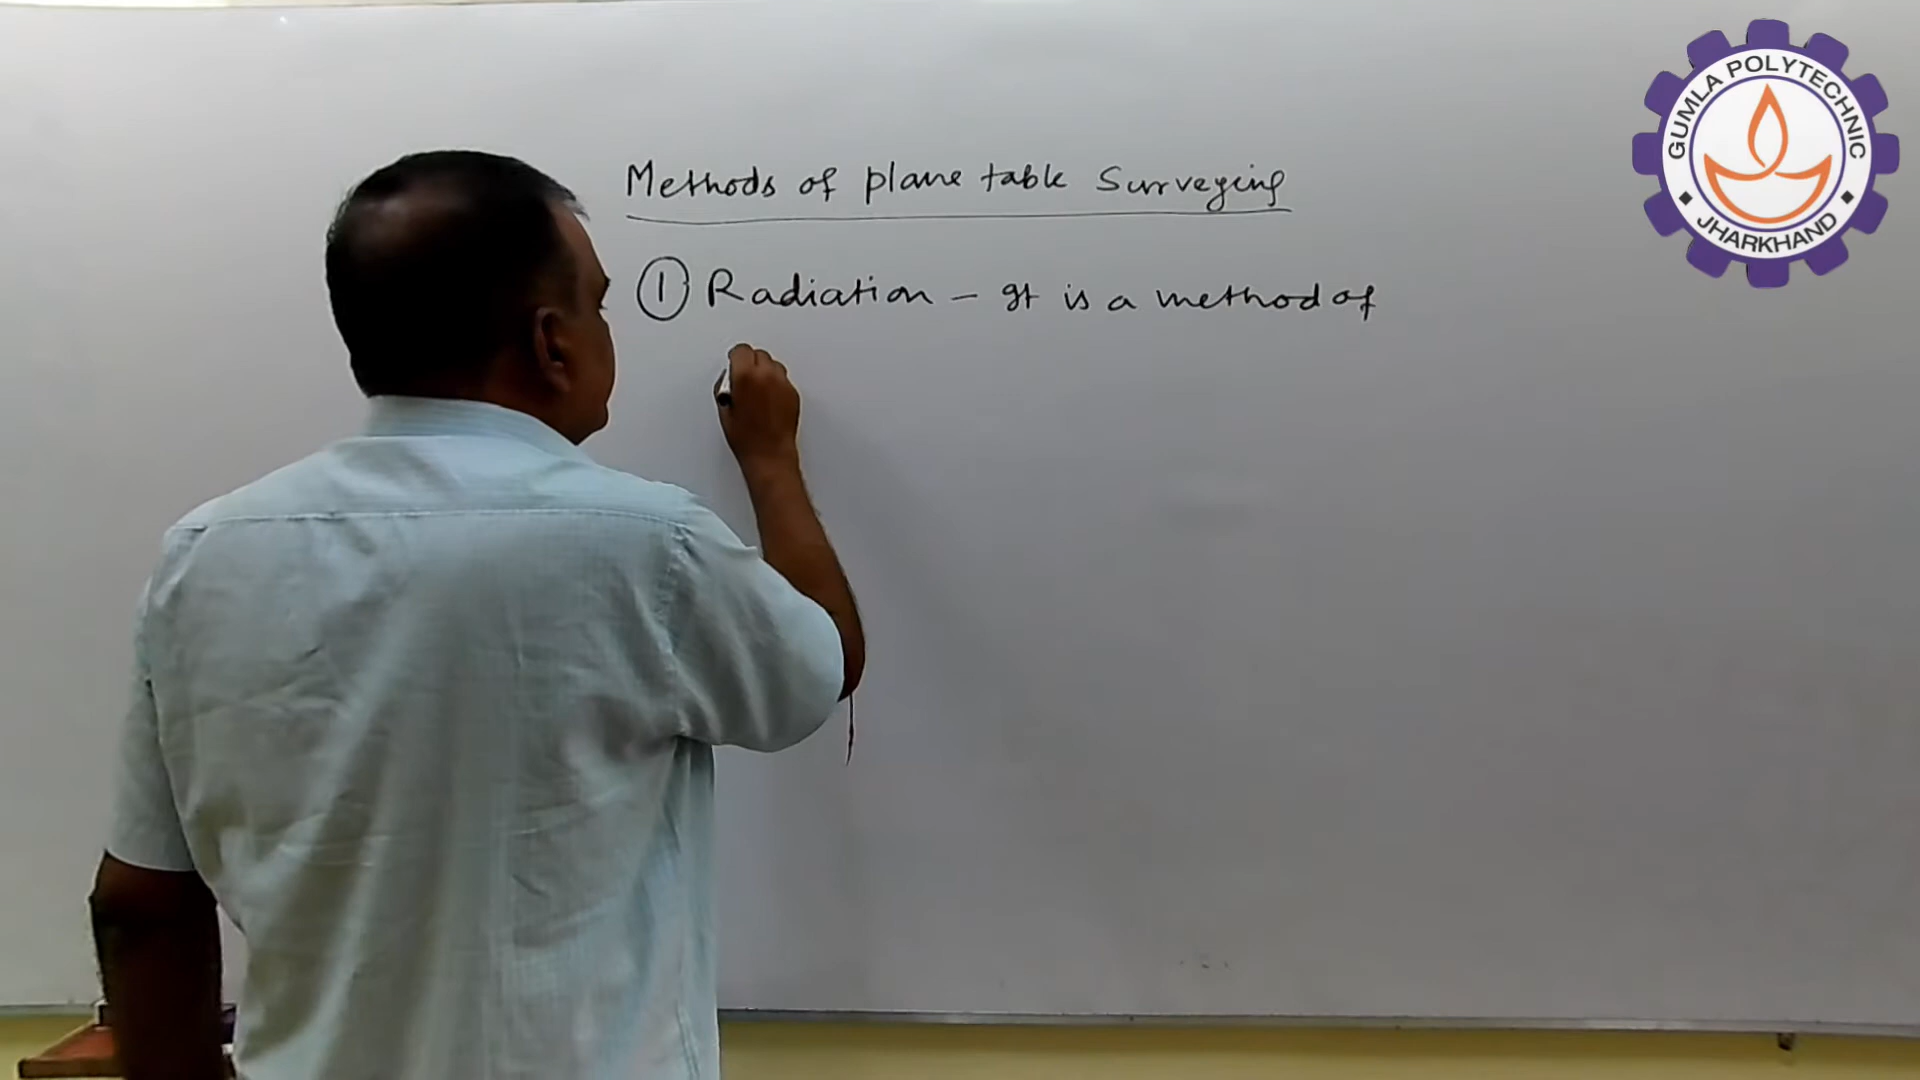 Methods of plane table Surveying
① Radiation – It is a method of
GUMLA POLYTECHNIC
JHARKHAND